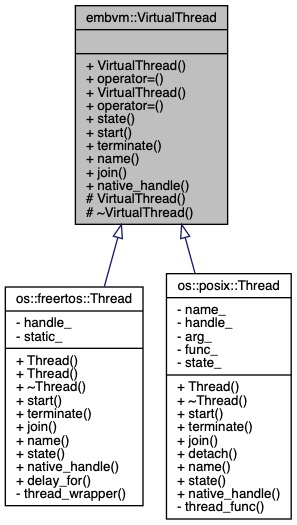 embvm::VirtualThread
+ VirtualThread()
+ operator=()
+ VirtualThread()
+ operator=()
+ state()
+ start()
+ terminate()
+ name()
+ join()
+ native_handle()
# VirtualThread()
# ~VirtualThread()
os::freertos::Thread
- handle_
- static_
+ Thread()
+ Thread()
+ ~Thread()
+ start()
+ terminate()
+ join()
+ name()
+ state()
+ native_handle()
+ delay_for()
- thread_wrapper()
os::posix::Thread
- name_
- handle_
- arg_
- func_
- state_
+ Thread()
+ ~Thread()
+ start()
+ terminate()
+ join()
+ detach()
+ name()
+ state()
+ native_handle()
- thread_func()